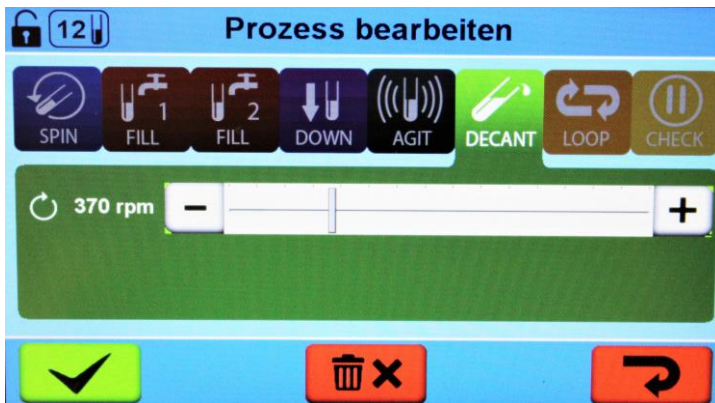 12 Prozess bearbeiten
SPIN
1 FILL
2 FILL
DOWN
AGIT
DECANT
LOOP
CHECK
370 rpm - +